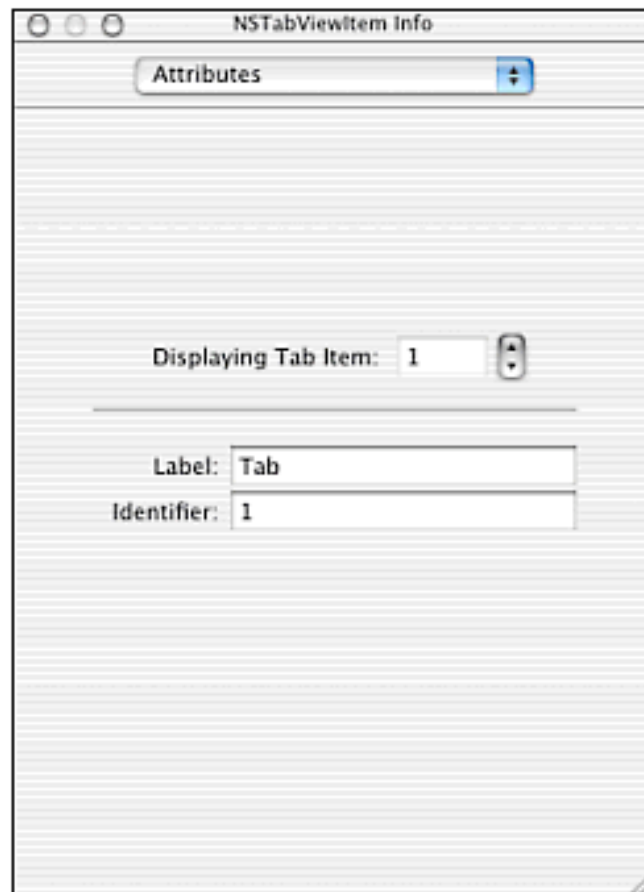 NSTabViewItem Info
Attributes
Displaying Tab Item: 1
Label: Tab
Identifier: 1